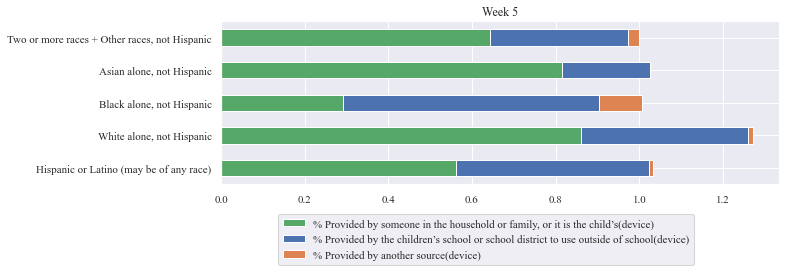 Week 5
Two or more races + Other races, not Hispanic
Asian alone, not Hispanic
Black alone, not Hispanic
White alone, not Hispanic
Hispanic or Latino (may be of any race)
0.0 0.2 0.4 0.6 0.8 1.0 1.2
% Provided by someone in the household or family, or it is the child’s(device)
% Provided by the children’s school or school district to use outside of school(device)
% Provided by another source(device)